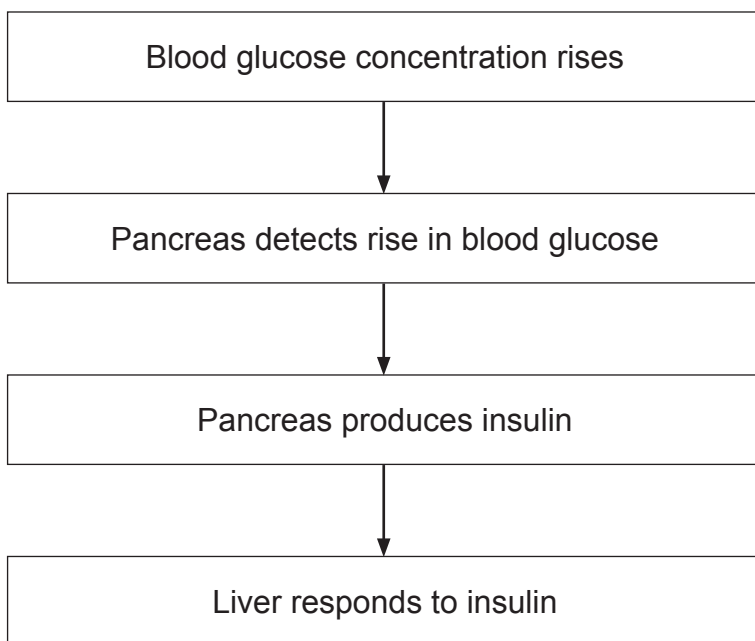 Blood glucose concentration rises
Pancreas detects rise in blood glucose
Pancreas produces insulin
Liver responds to insulin